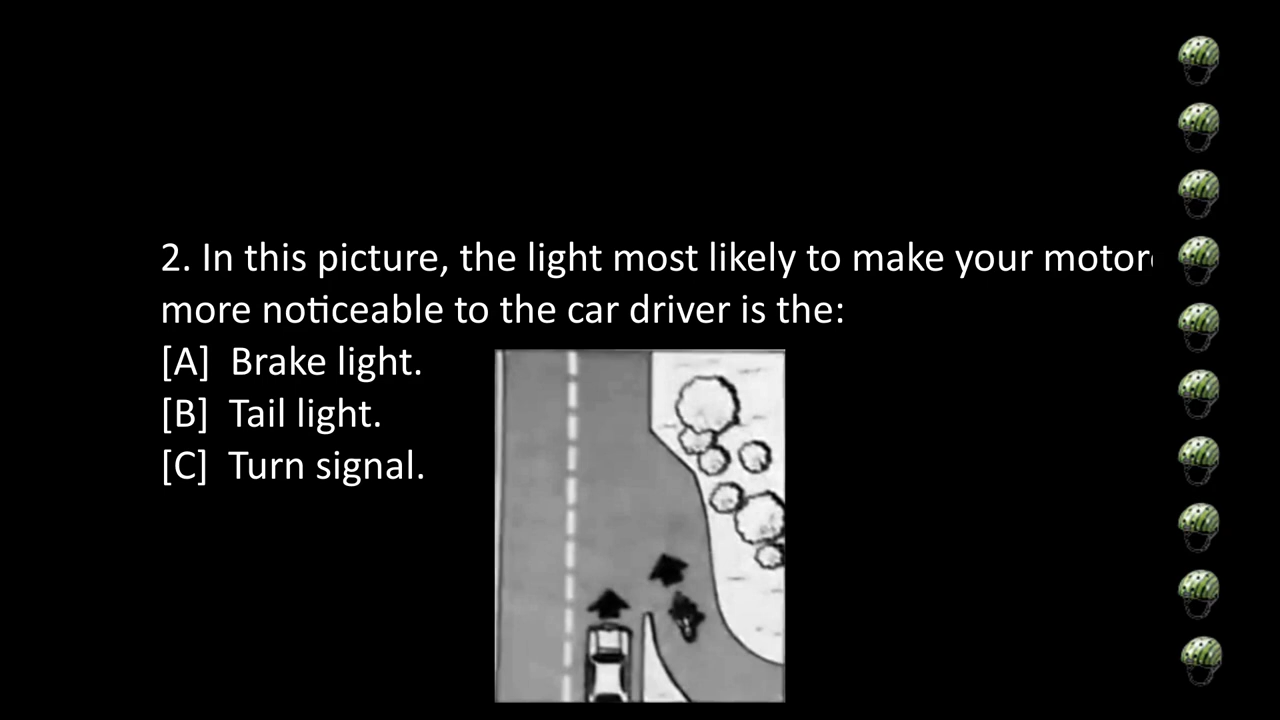 2. In this picture, the light most likely to make your
more noticeable to the car driver is the:
[A] Brake light.
[B] Tail light.
[C] Turn signal.